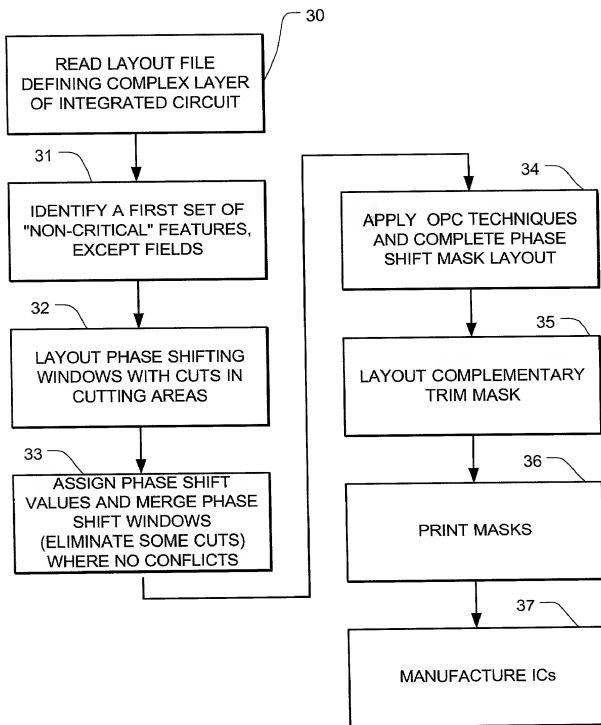 30
READ LAYOUT FILE
DEFINING COMPLEX LAYER
OF INTEGRATED CIRCUIT
31
IDENTIFY A FIRST SET OF
"NON-CRITICAL" FEATURES,
EXCEPT FIELDS
32
LAYOUT PHASE SHIFTING
WINDOWS WITH CUTS IN
CUTTING AREAS
33
ASSIGN PHASE SHIFT
VALUES AND MERGE PHASE
SHIFT WINDOWS
(ELIMINATE SOME CUTS)
WHERE NO CONFLICTS
34
APPLY OPC TECHNIQUES
AND COMPLETE PHASE
SHIFT MASK LAYOUT
35
LAYOUT COMPLEMENTARY
TRIM MASK
36
PRINT MASKS
37
MANUFACTURE ICs